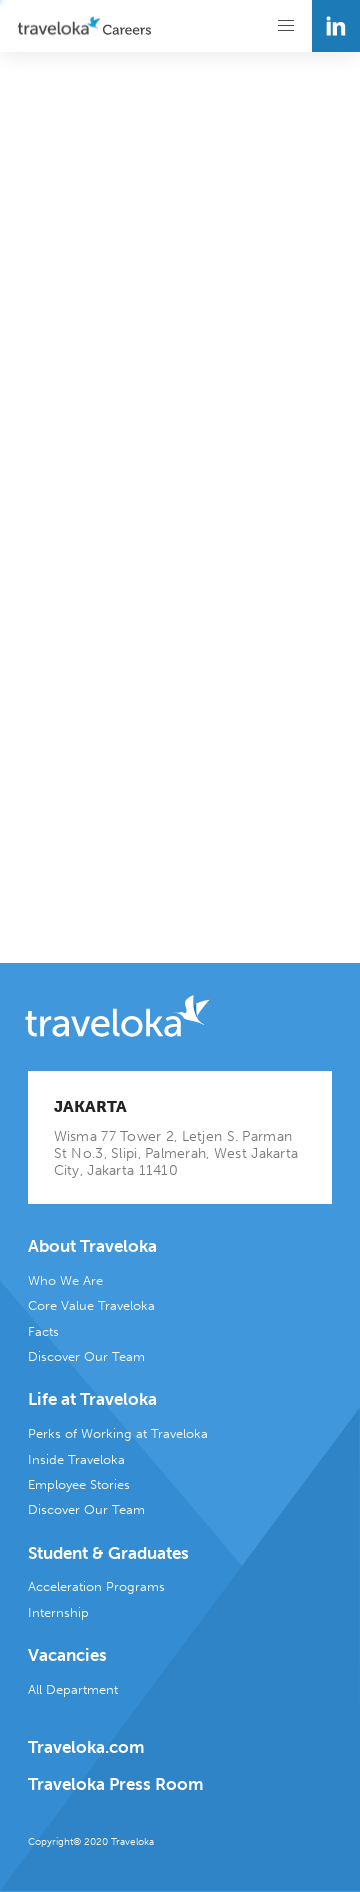 traveloka Careers
in
traveloka
JAKARTA
Wisma 77 Tower 2, Letjen S. Parman
St No.3, Slipi, Palmerah, West Jakarta
City, Jakarta 11410
About Traveloka
Who We Are
Core Value Traveloka
Facts
Discover Our Team
Life at Traveloka
Perks of Working at Traveloka
Inside Traveloka
Employee Stories
Discover Our Team
Student & Graduates
Acceleration Programs
Internship
Vacancies
All Department
Traveloka.com
Traveloka Press Room
Copyright© 2020 Traveloka